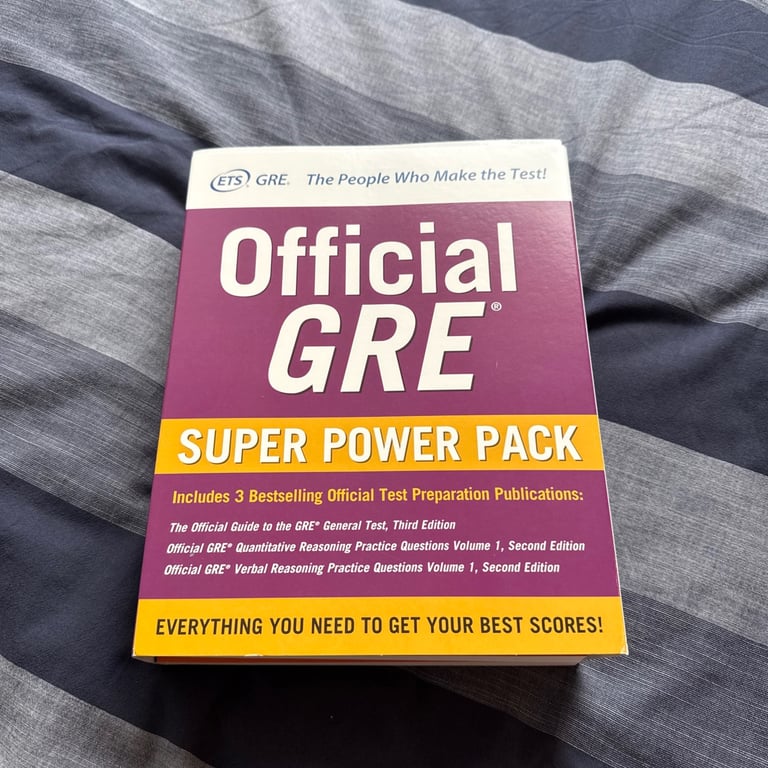 ETS GRE® The People Who Make the Test!
Official
GRE®
SUPER POWER PACK
Includes 3 Bestselling Official Test Preparation Publications:
The Official Guide to the GRE® General Test, Third Edition
Official GRE® Quantitative Reasoning Practice Questions Volume 1, Second Edition
Official GRE® Verbal Reasoning Practice Questions Volume 1, Second Edition
EVERYTHING YOU NEED TO GET YOUR BEST SCORES!